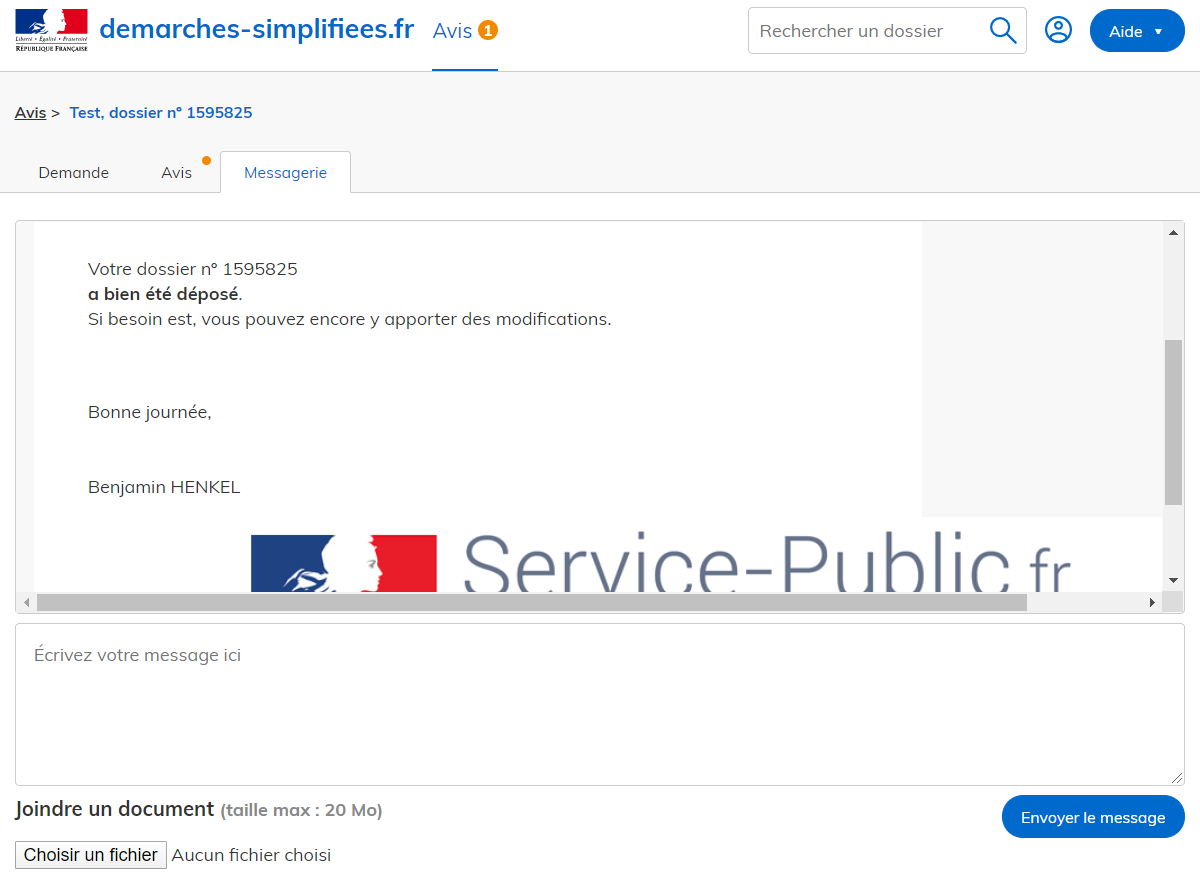 demarches-simplifiees.fr Avis 1 Rechercher un dossier Aide
Liberté • Égalité • Fraternité
RÉPUBLIQUE FRANÇAISE
Avis > Test, dossier nº 1595825
Demande Avis Messagerie
Votre dossier nº 1595825
a bien été déposé.
Si besoin est, vous pouvez encore y apporter des modifications.
Bonne journée,
Benjamin HENKEL
Service-Public.fr
Écrivez votre message ici
Joindre un document (taille max : 20 Mo)
Envoyer le message
Choisir un fichier Aucun fichier choisi